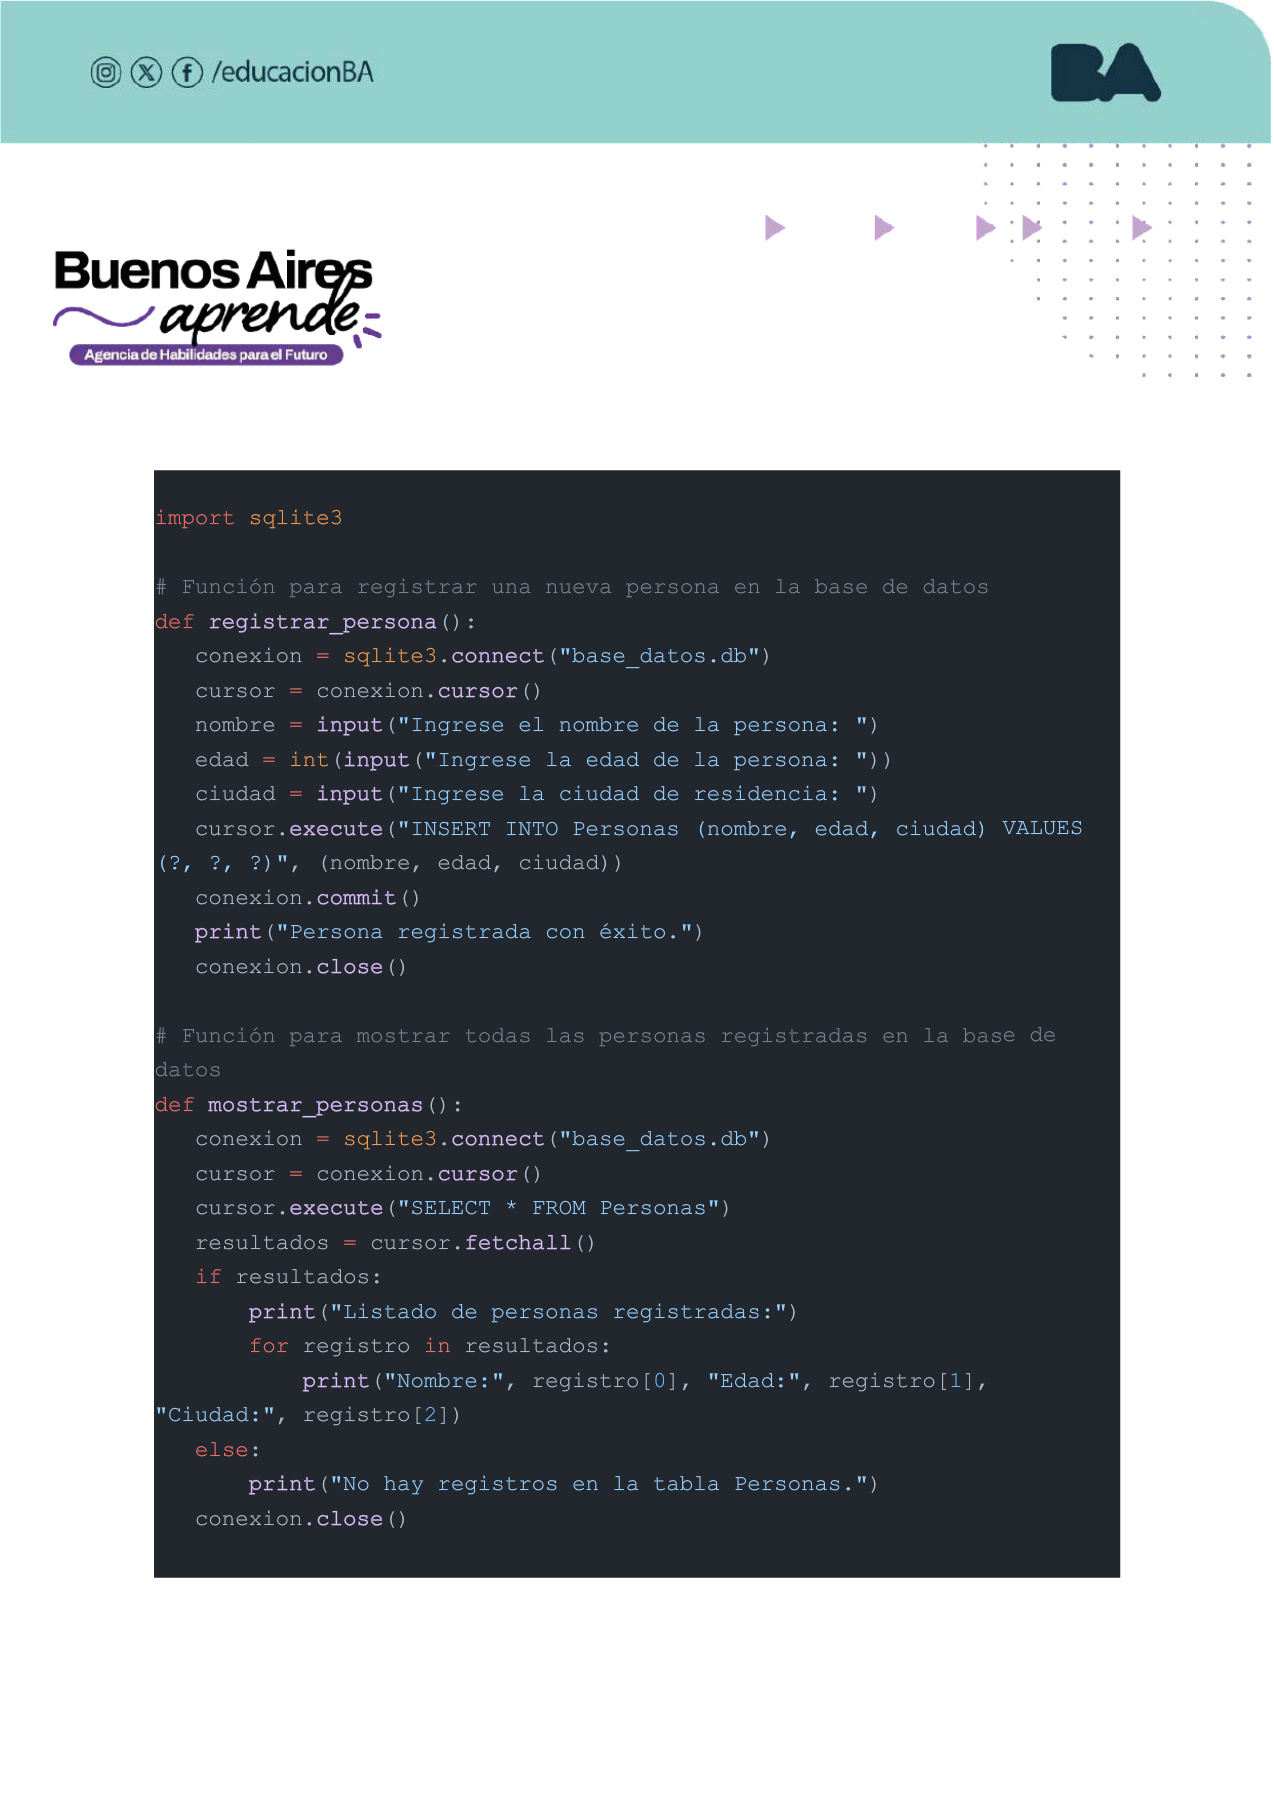 /educacionBA
BA
Buenos Aires
aprende
Agencia de Habilidades para el Futuro
import sqlite3
# Función para registrar una nueva persona en la base de datos
def registrar_persona():
   conexion = sqlite3.connect("base_datos.db")
   cursor = conexion.cursor()
   nombre = input("Ingrese el nombre de la persona: ")
   edad = int(input("Ingrese la edad de la persona: "))
   ciudad = input("Ingrese la ciudad de residencia: ")
   cursor.execute("INSERT INTO Personas (nombre, edad, ciudad) VALUES
(?, ?, ?)", (nombre, edad, ciudad))
   conexion.commit()
   print("Persona registrada con éxito.")
   conexion.close()
# Función para mostrar todas las personas registradas en la base de
datos
def mostrar_personas():
   conexion = sqlite3.connect("base_datos.db")
   cursor = conexion.cursor()
   cursor.execute("SELECT * FROM Personas")
   resultados = cursor.fetchall()
   if resultados:
       print("Listado de personas registradas:")
       for registro in resultados:
           print("Nombre:", registro[0], "Edad:", registro[1],
"Ciudad:", registro[2])
   else:
       print("No hay registros en la tabla Personas.")
   conexion.close()